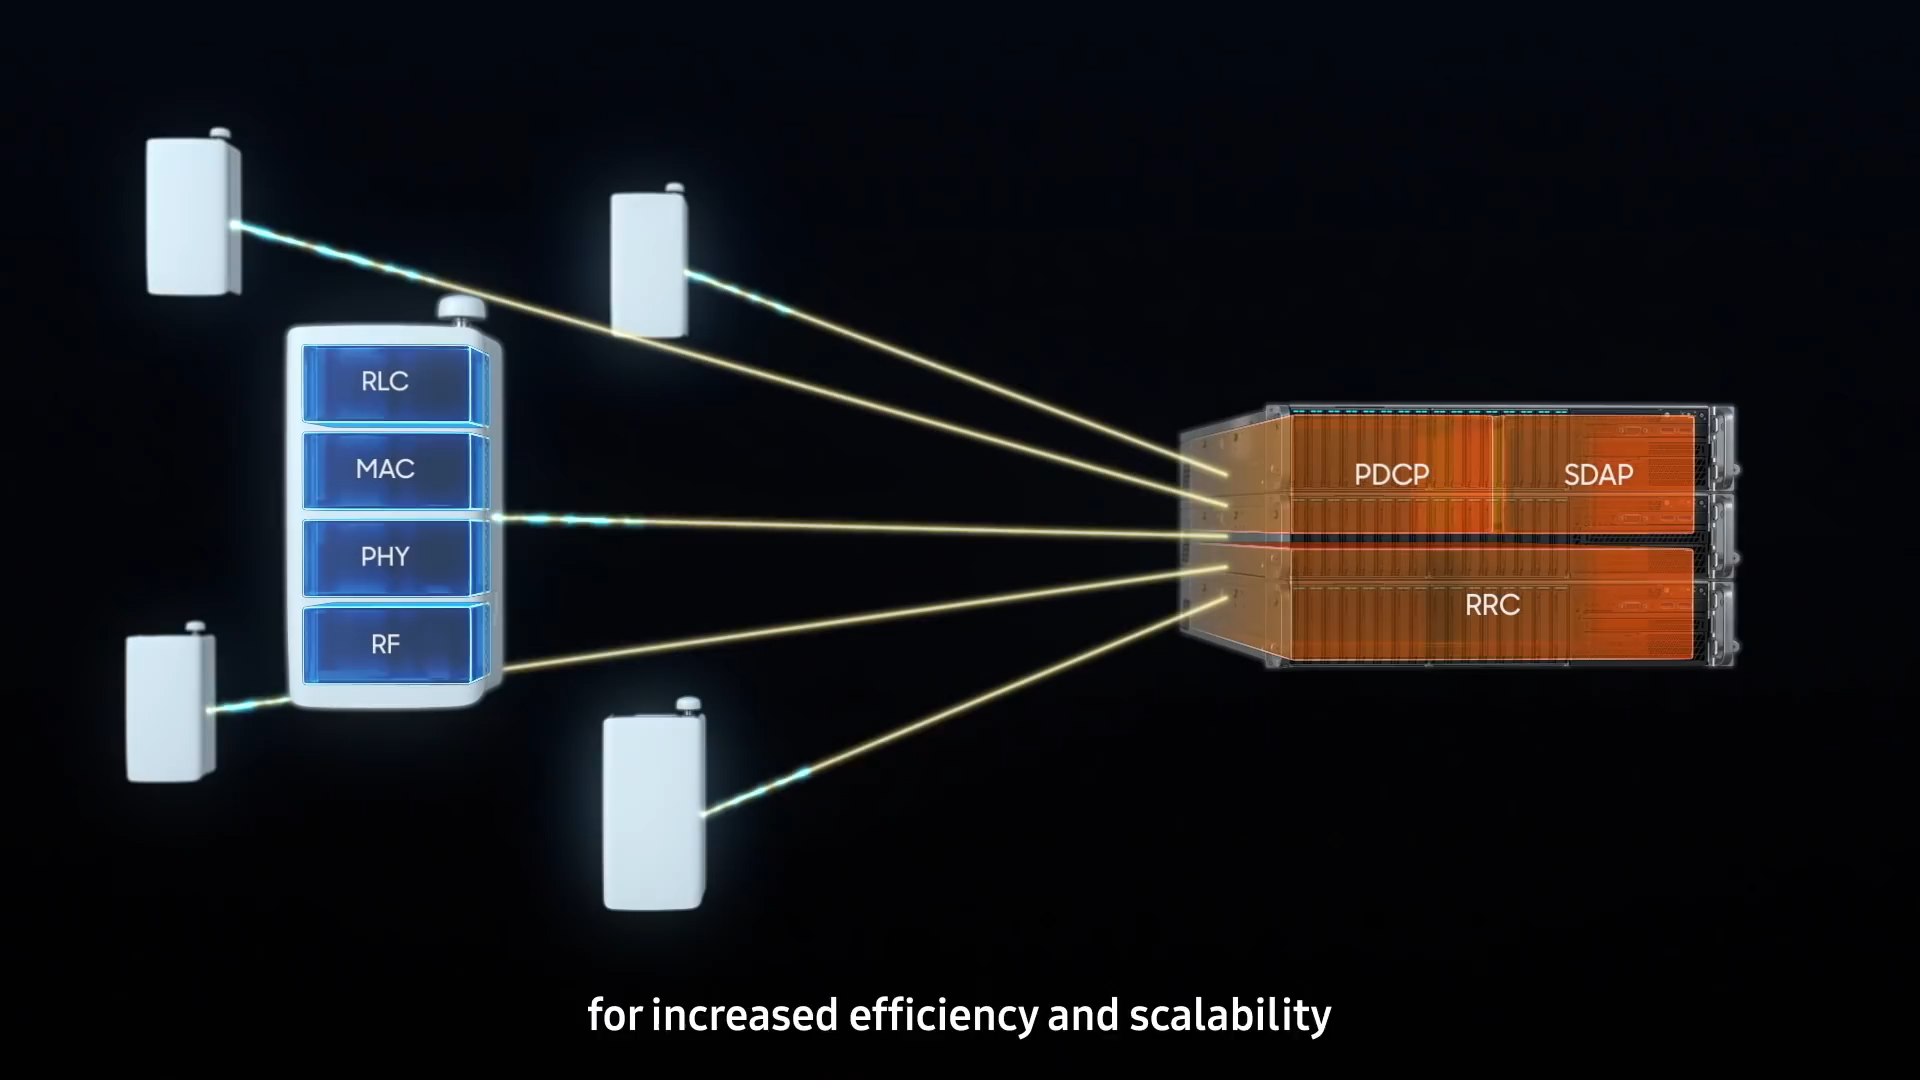 RLC
MAC
PHY
RF
PDCP
SDAP
RRC
for increased efficiency and scalability